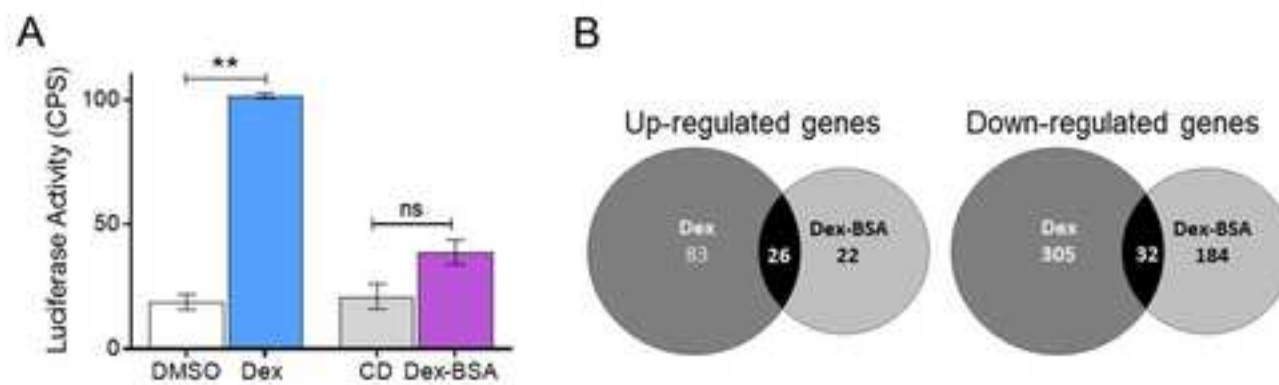 A
Luciferase Activity (CPS)
100
50
0
**
ns
DMSO
Dex
CD
Dex-BSA
B
Up-regulated genes
Dex
83
26
Dex-BSA
22
Down-regulated genes
Dex
305
32
Dex-BSA
184